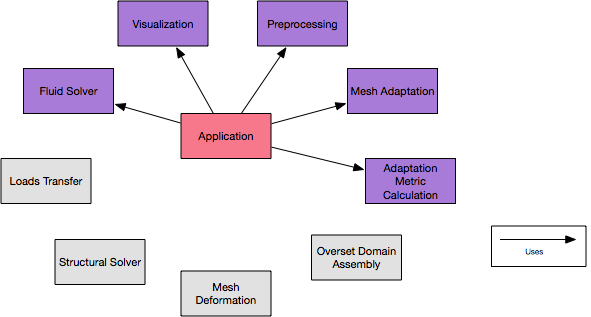 Visualization
Preprocessing
Fluid Solver
Mesh Adaptation
Application
Loads Transfer
Adaptation
Metric
Calculation
Structural Solver
Overset Domain
Assembly
Uses
Mesh
Deformation